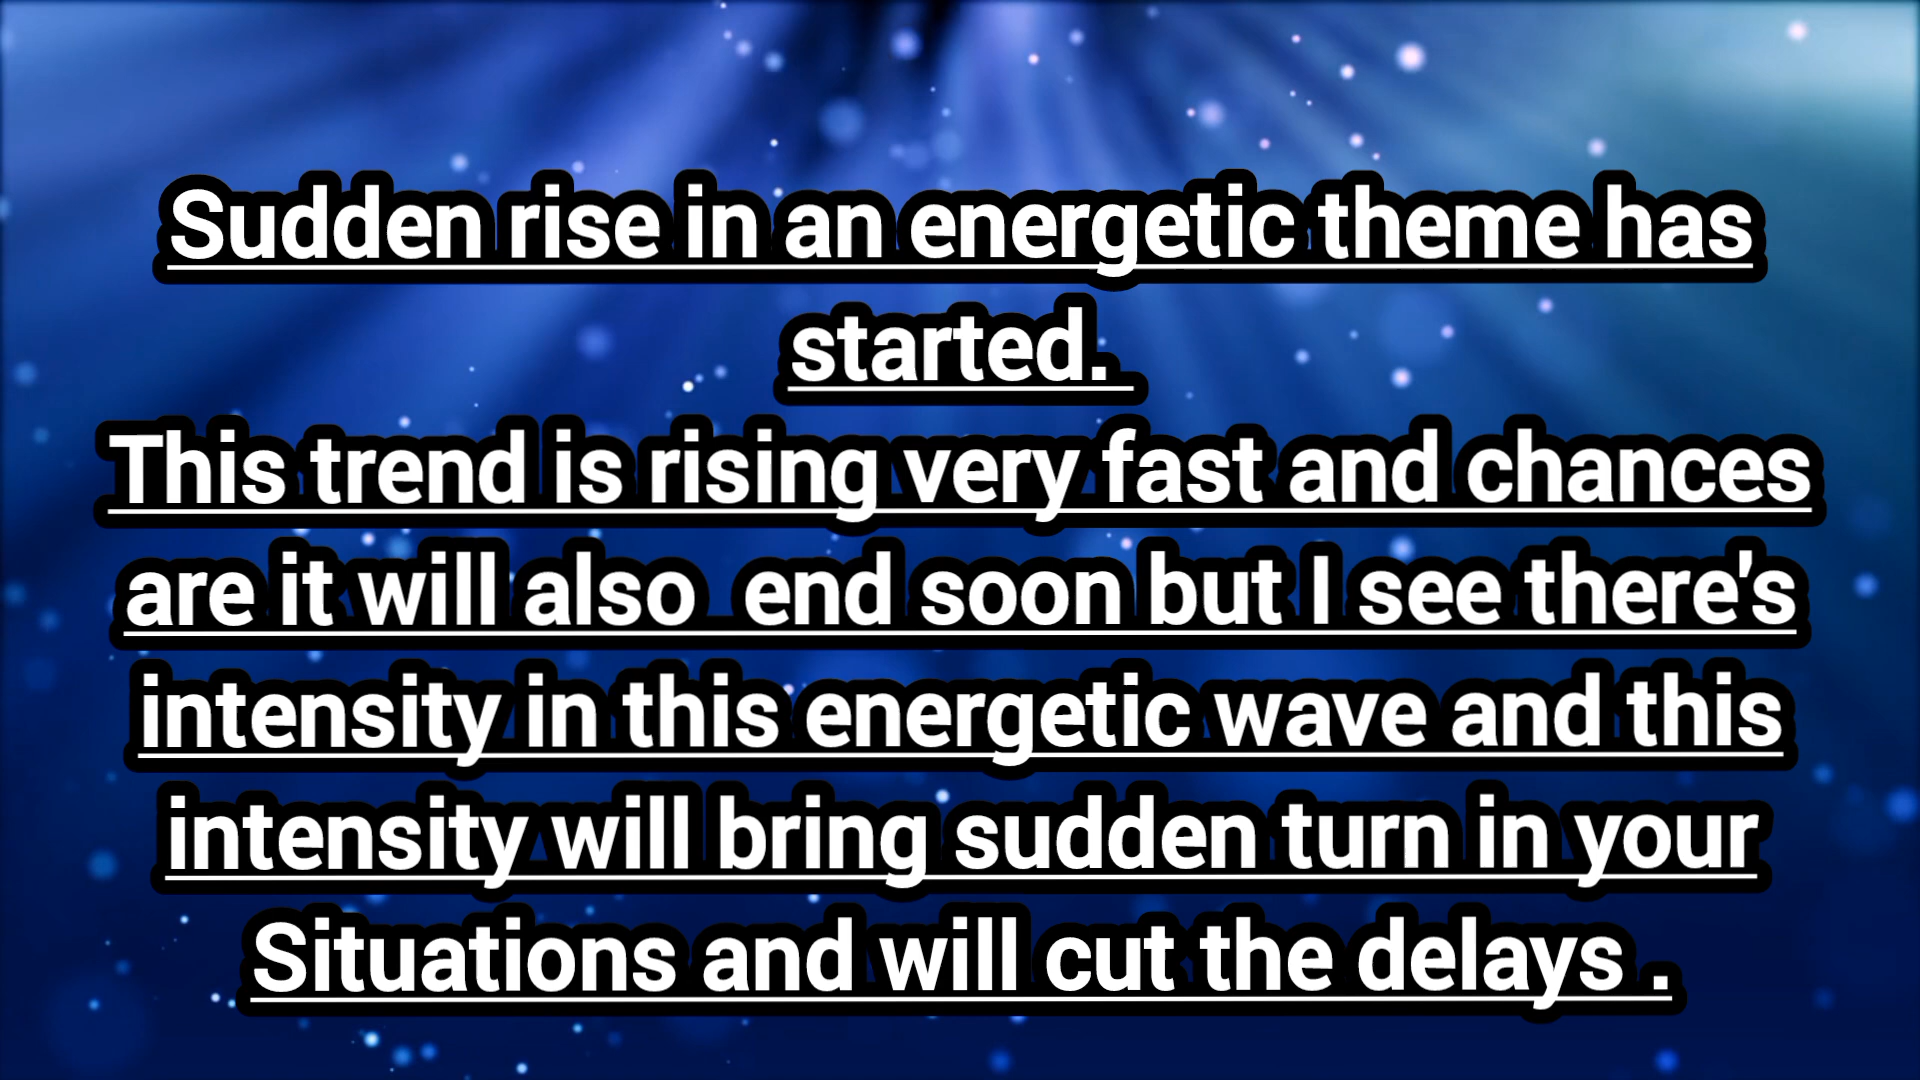 Sudden rise in an energetic theme has
started.
This trend is rising very fast and chances
are it will also  end soon but I see there's
intensity in this energetic wave and this
intensity will bring sudden turn in your
Situations and will cut the delays .